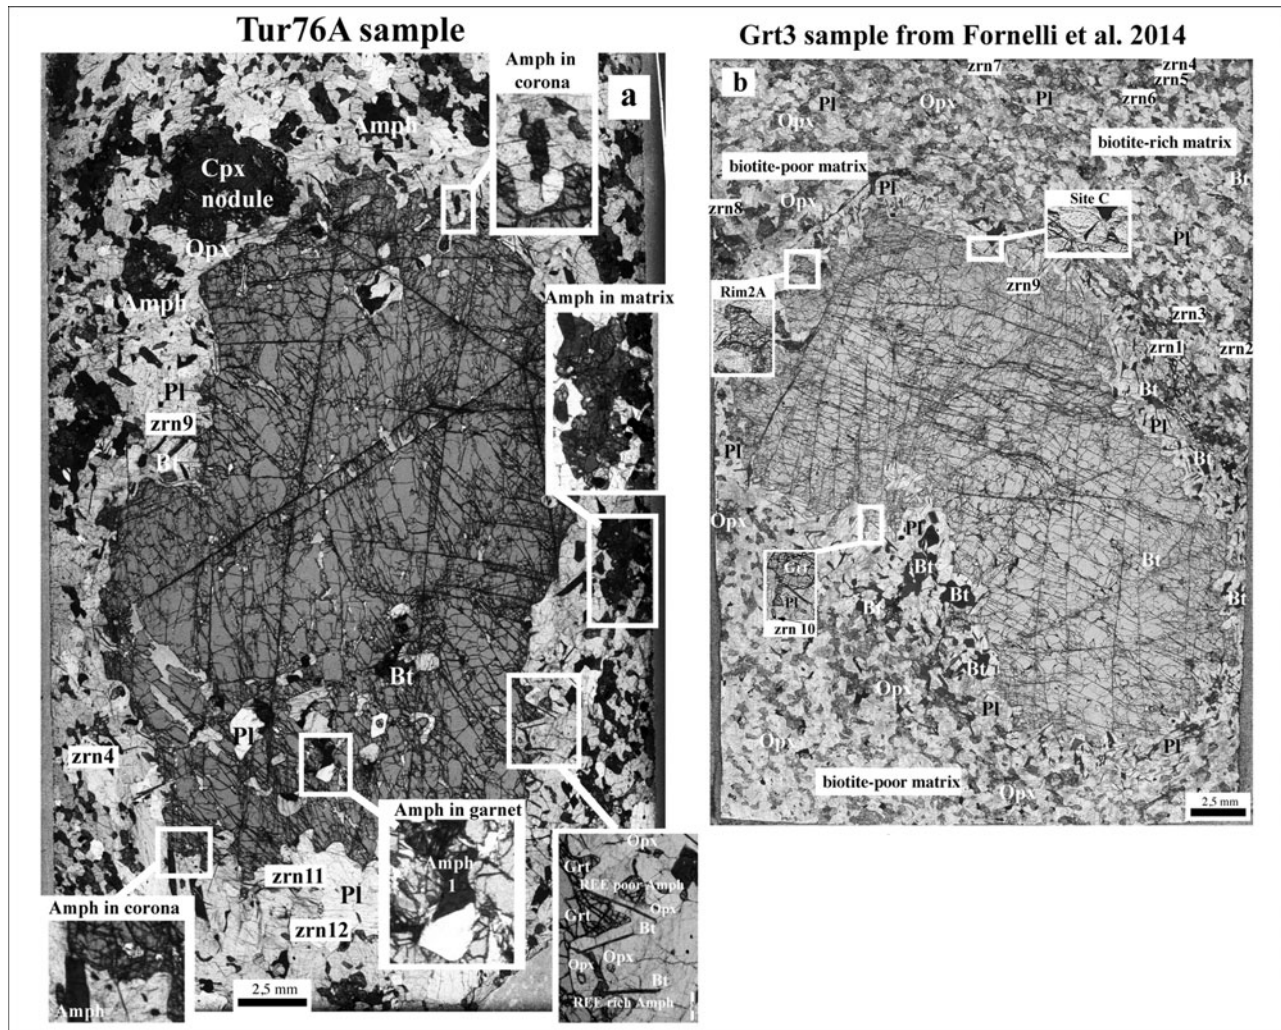 Tur76A sample
Amph in
corona
a
Amph
Cpx
nodule
Opx
Amph
Amph in matrix
Pl
zrn9
Bt
Bt
Pl
zrn4
Amph in garnet
Amph
1
zrn11
Pl
zrn12
Amph in corona
Amph
2,5 mm
Opx
Grt
REE poor Amph
Grt
Opx
Bt
Opx
Opx
Bt
REE rich Amph
Grt3 sample from Fornelli et al. 2014
b
zrn7
zrn4
zrn5
zrn6
Pl
Opx
Pl
Opx
biotite-rich matrix
biotite-poor matrix
Bt
Pl
Opx
zrn8
Site C
Pl
Rim2A
zrn9
zrn3
zrn1
zrn2
Bt
Pl
Pl
Bt
Opx
Pl
Grt
Bt
Bt
Pl
Bt
Bt
Bt
zrn 10
Bt
Opx
Pl
Opx
Pl
biotite-poor matrix
Opx
2,5 mm